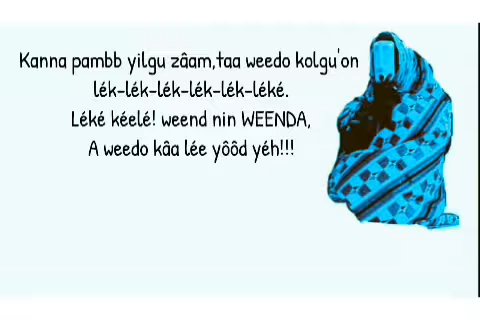 Kanna pambb yilgu zâam,taa weedo kolgu'on
lék-lék-lék-lék-lék-léké.
Léké kéelé! weend nin WEENDA,
A weedo kâa lée yôôd yéh!!!